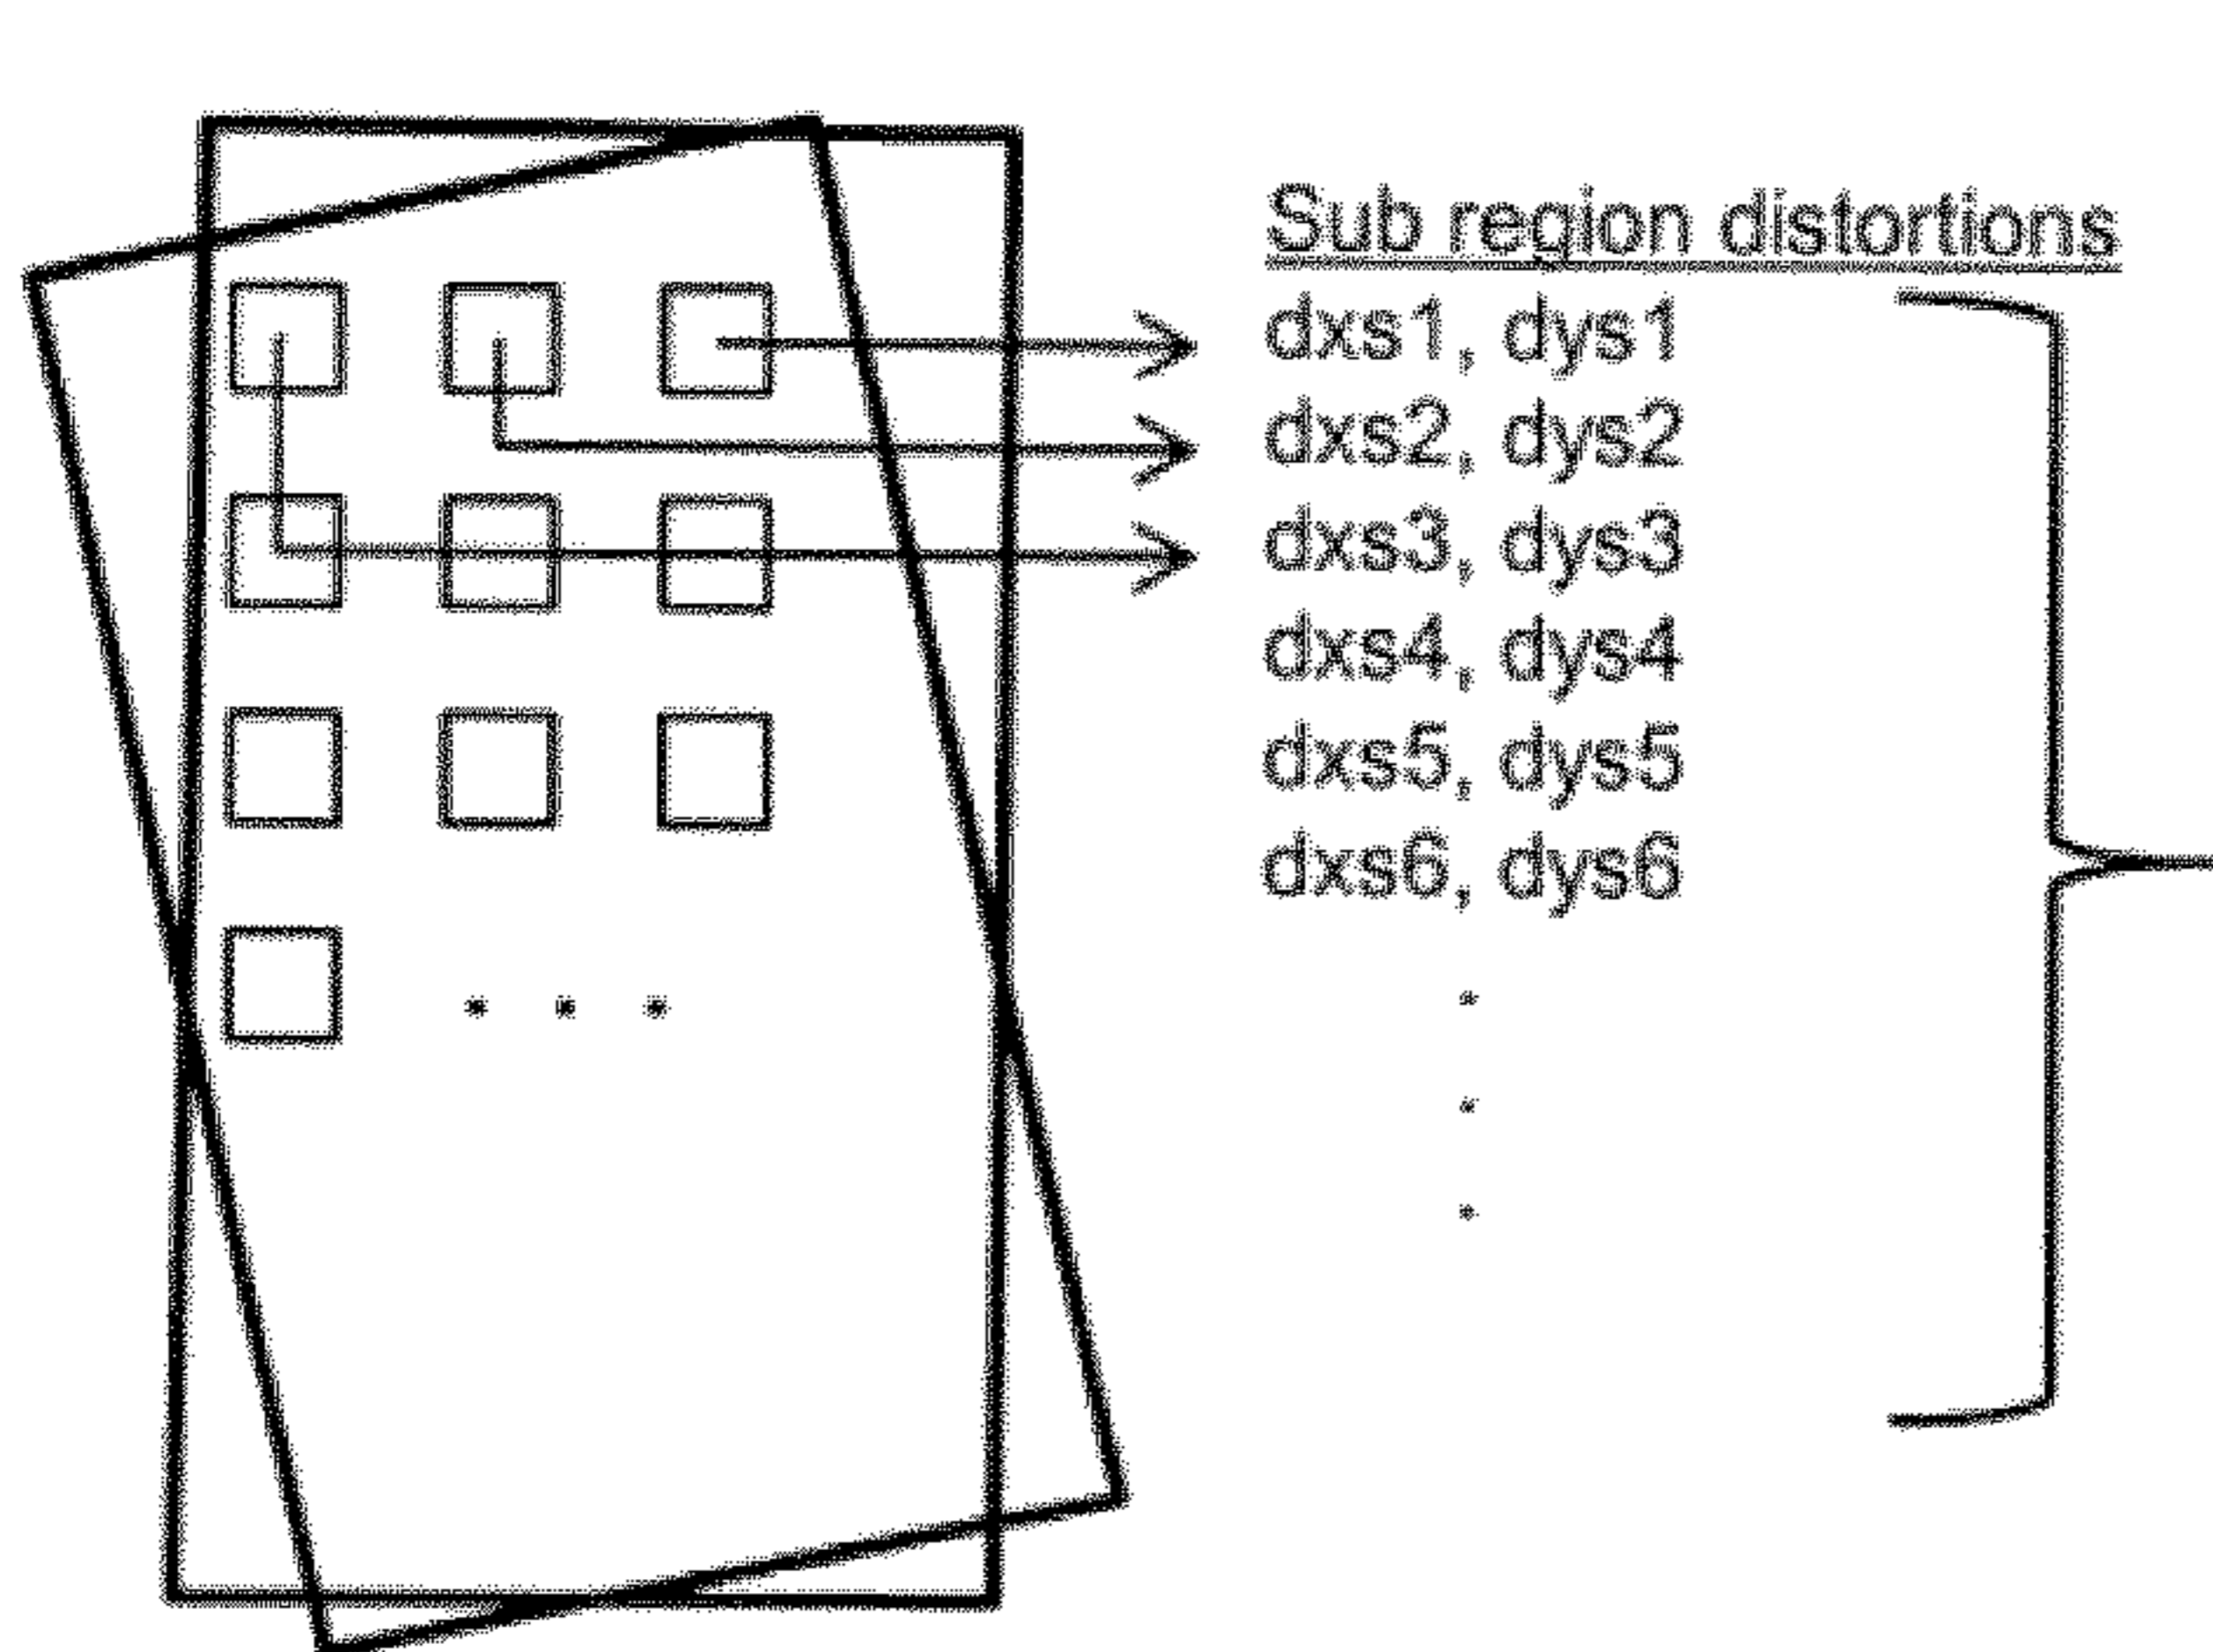 Sub region distortions
dxs1, dys1
dxs2, dys2
dxs3, dys3
dxs4, dys4
dxs5, dys5
dxs6, dys6